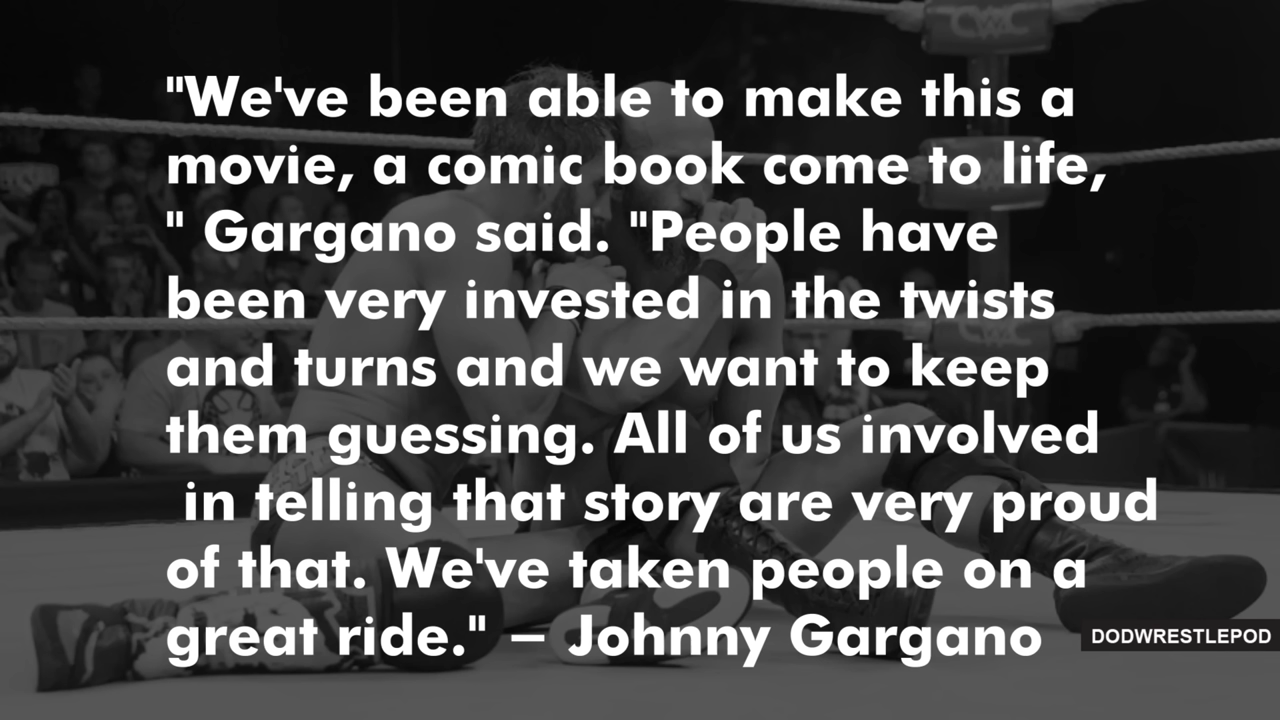 CWC
"We've been able to make this a
movie, a comic book come to life,
" Gargano said. "People have
been very invested in the twists
and turns and we want to keep
them guessing. All of us involved
in telling that story are very proud
of that. We've taken people on a
great ride." – Johnny Gargano
DODWRESTLEPOD